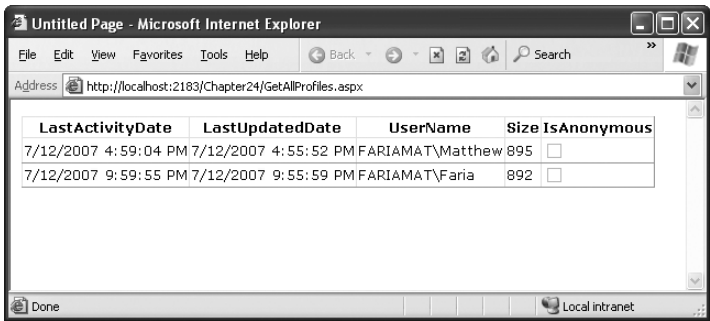 Untitled Page - Microsoft Internet Explorer
File Edit View Favorites Tools Help Back Search »
Address http://localhost:2183/Chapter24/GetAllProfiles.aspx
LastActivityDate LastUpdatedDate UserName Size IsAnonymous
7/12/2007 4:59:04 PM 7/12/2007 4:55:52 PM FARIAMAT\Matthew 895
7/12/2007 9:59:55 PM 7/12/2007 9:55:59 PM FARIAMAT\Faria 892
Done Local intranet